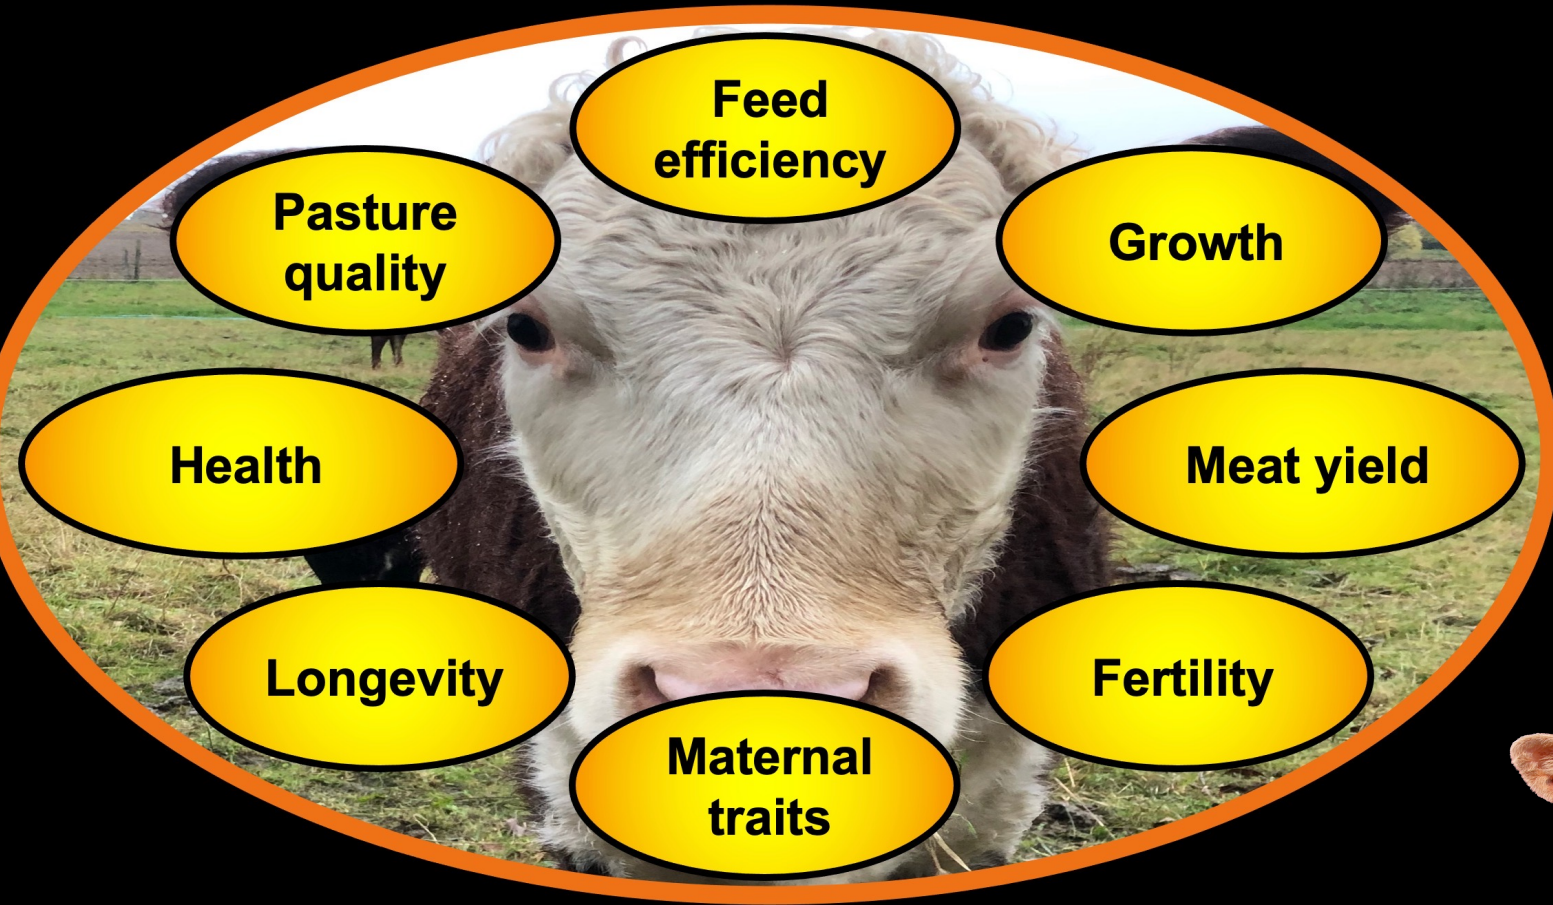 Feed
efficiency
Pasture
quality
Growth
Health
Meat yield
Longevity
Fertility
Maternal
traits